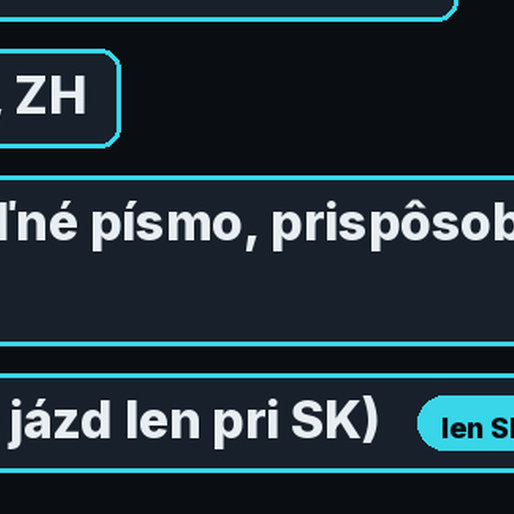 , ZH
ľné písmo, prispôsob
jázd len pri SK)
len S